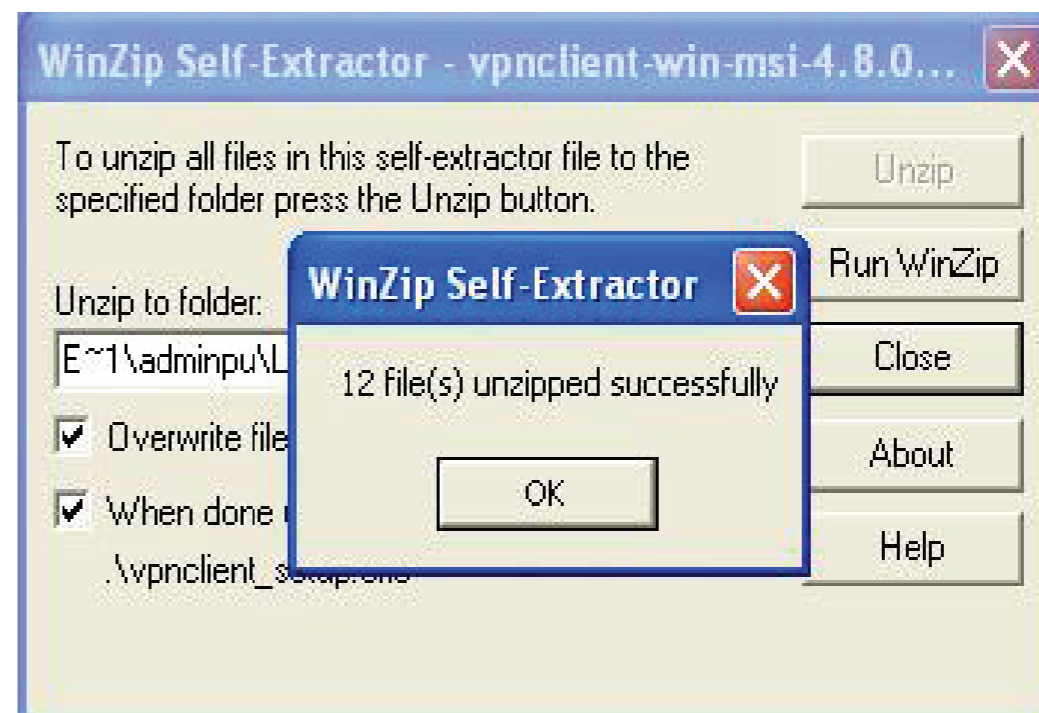 WinZip Self-Extractor - vpnclient-win-msi-4.8.0...
To unzip all files in this self-extractor file to the
specified folder press the Unzip button.
Unzip
Run WinZip
Unzip to folder:
E~1\adminpu\L
Close
Overwrite file
About
When done
.\vpnclient_setup.exe
Help
WinZip Self-Extractor
12 file(s) unzipped successfully
OK